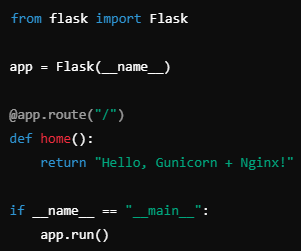 from flask import Flask
app = Flask(__name__)
@app.route("/")
def home():
    return "Hello, Gunicorn + Nginx!"
if __name__ == "__main__":
    app.run()